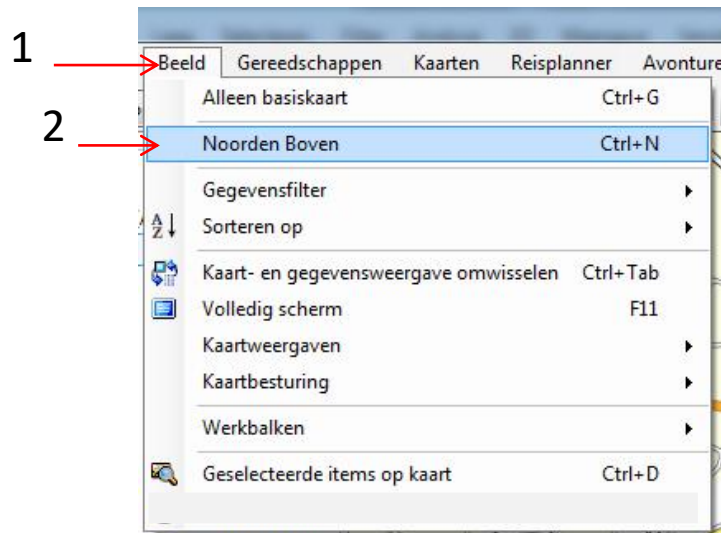 1
Beeld Gereedschappen Kaarten Reisplanner Avonture
Alleen basiskaart Ctrl+G
2
Noorden Boven Ctrl+N
Gegevensfilter
Sorteren op
Kaart- en gegevensweergave omwisselen Ctrl+Tab
Volledig scherm F11
Kaartweergaven
Kaartbesturing
Werkbalken
Geselecteerde items op kaart Ctrl+D